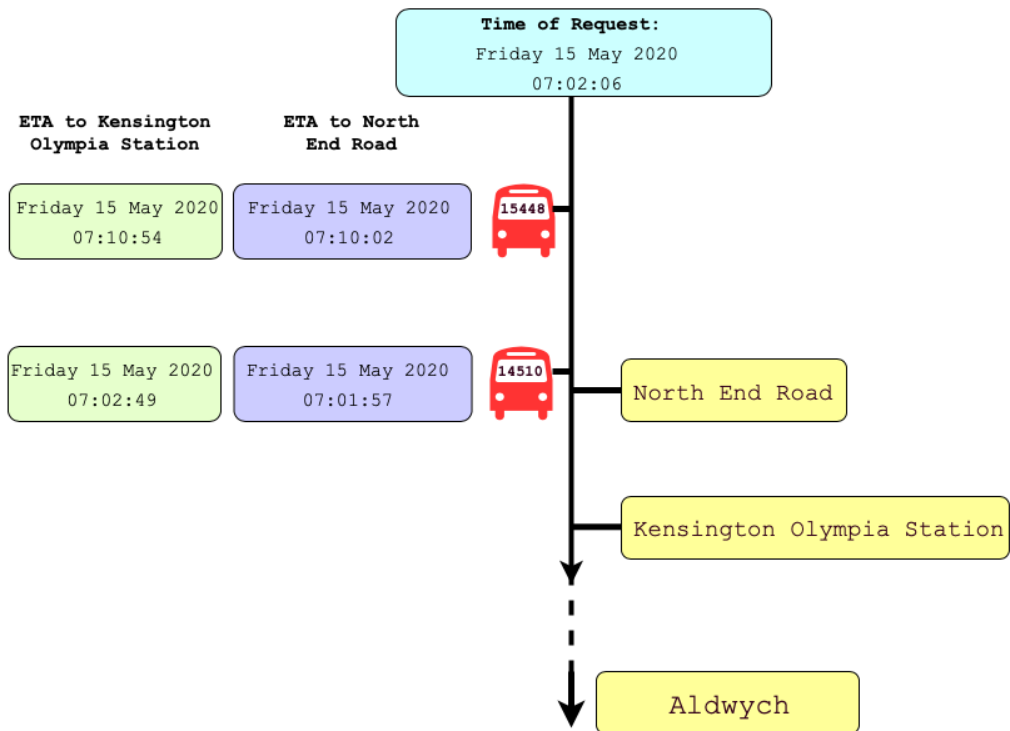 Time of Request:
Friday 15 May 2020
07:02:06
ETA to Kensington
Olympia Station
ETA to North
End Road
Friday 15 May 2020
07:10:54
Friday 15 May 2020
07:10:02
15448
Friday 15 May 2020
07:02:49
Friday 15 May 2020
07:01:57
14510
North End Road
Kensington Olympia Station
Aldwych